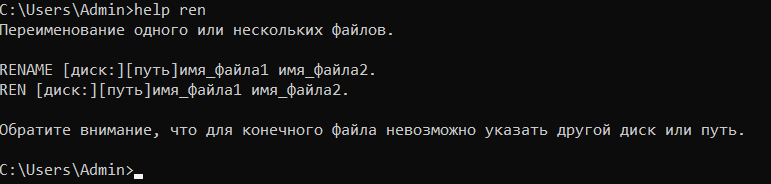 C:\Users\Admin>help ren
Переименование одного или нескольких файлов.
RENAME [диск:][путь]имя_файла1 имя_файла2.
REN [диск:][путь]имя_файла1 имя_файла2.
Обратите внимание, что для конечного файла невозможно указать другой диск или путь.
C:\Users\Admin>